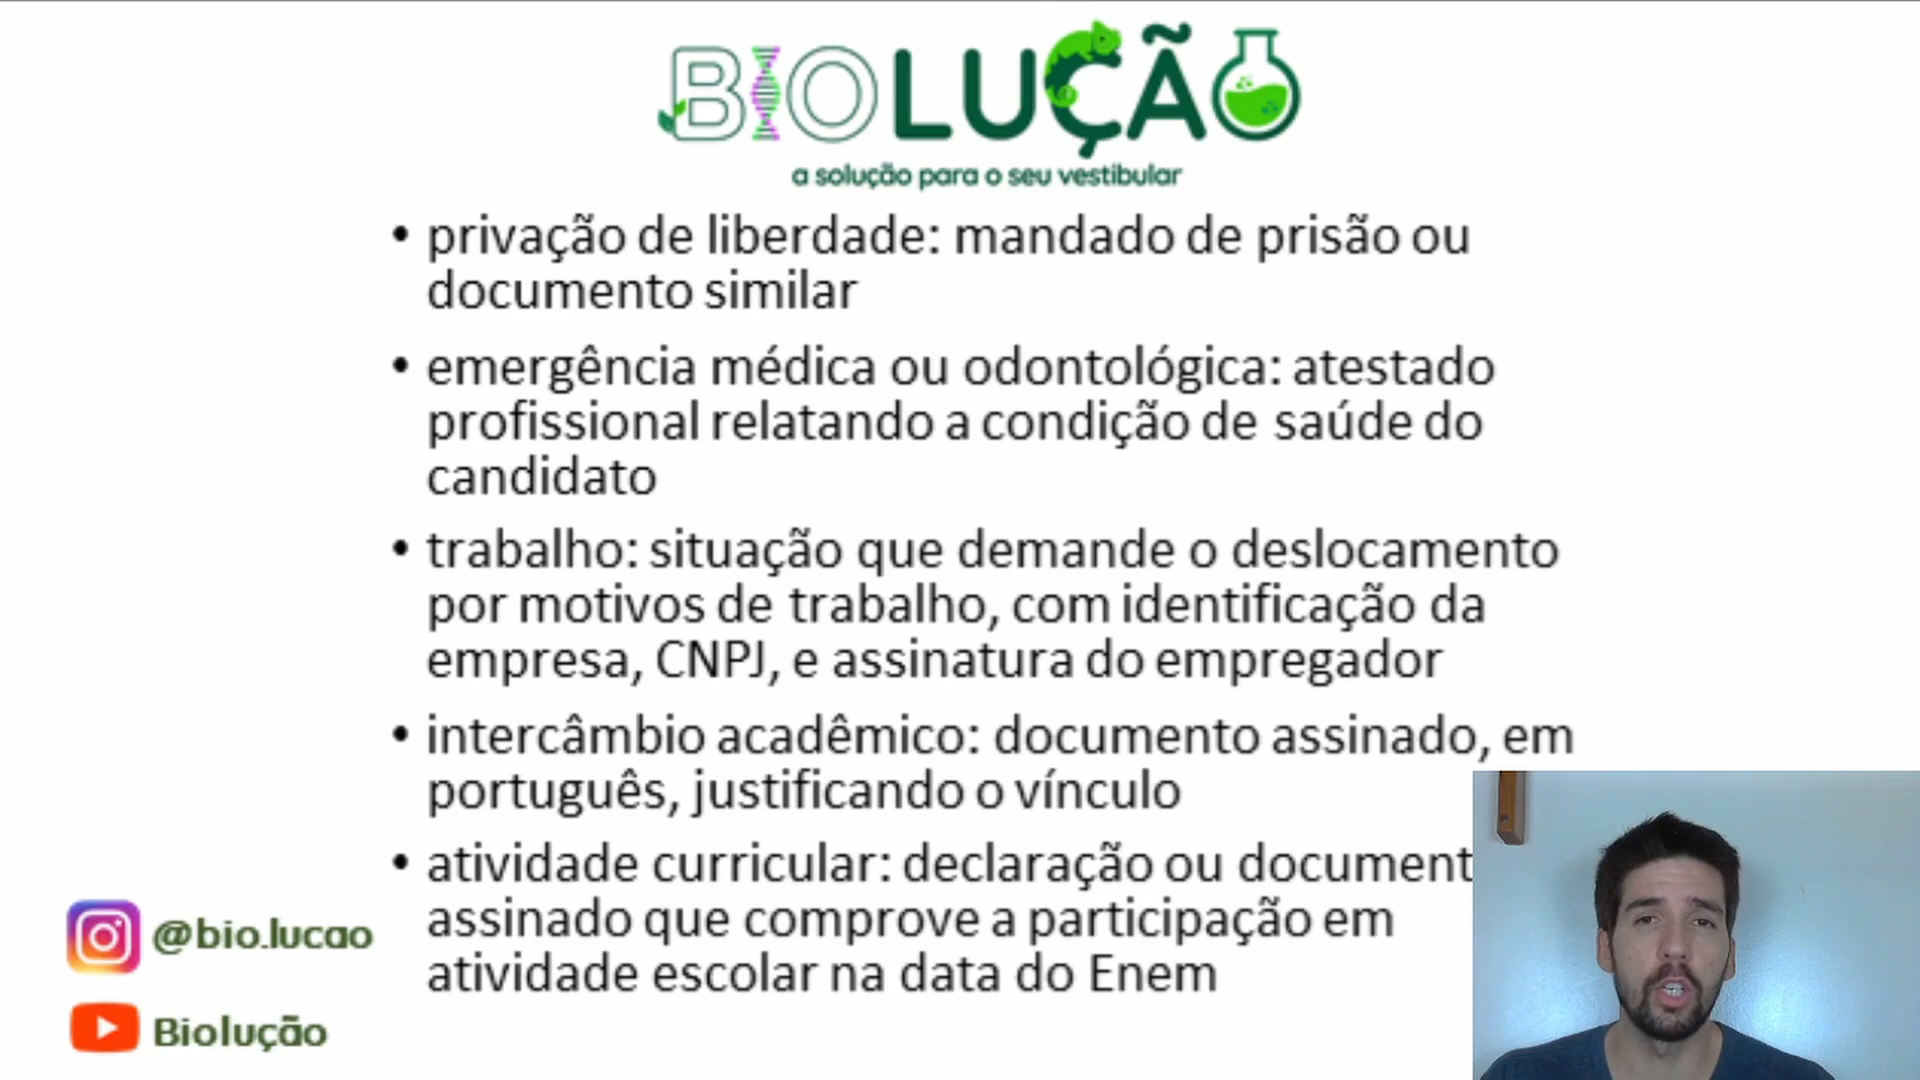 BIOLUÇÃO
a solução para o seu vestibular
• privação de liberdade: mandado de prisão ou
documento similar
• emergência médica ou odontológica: atestado
profissional relatando a condição de saúde do
candidato
• trabalho: situação que demande o deslocamento
por motivos de trabalho, com identificação da
empresa, CNPJ, e assinatura do empregador
• intercâmbio acadêmico: documento assinado, em
português, justificando o vínculo
• atividade curricular: declaração ou document
assinado que comprove a participação em
atividade escolar na data do Enem
@bio.lucao
Biolução